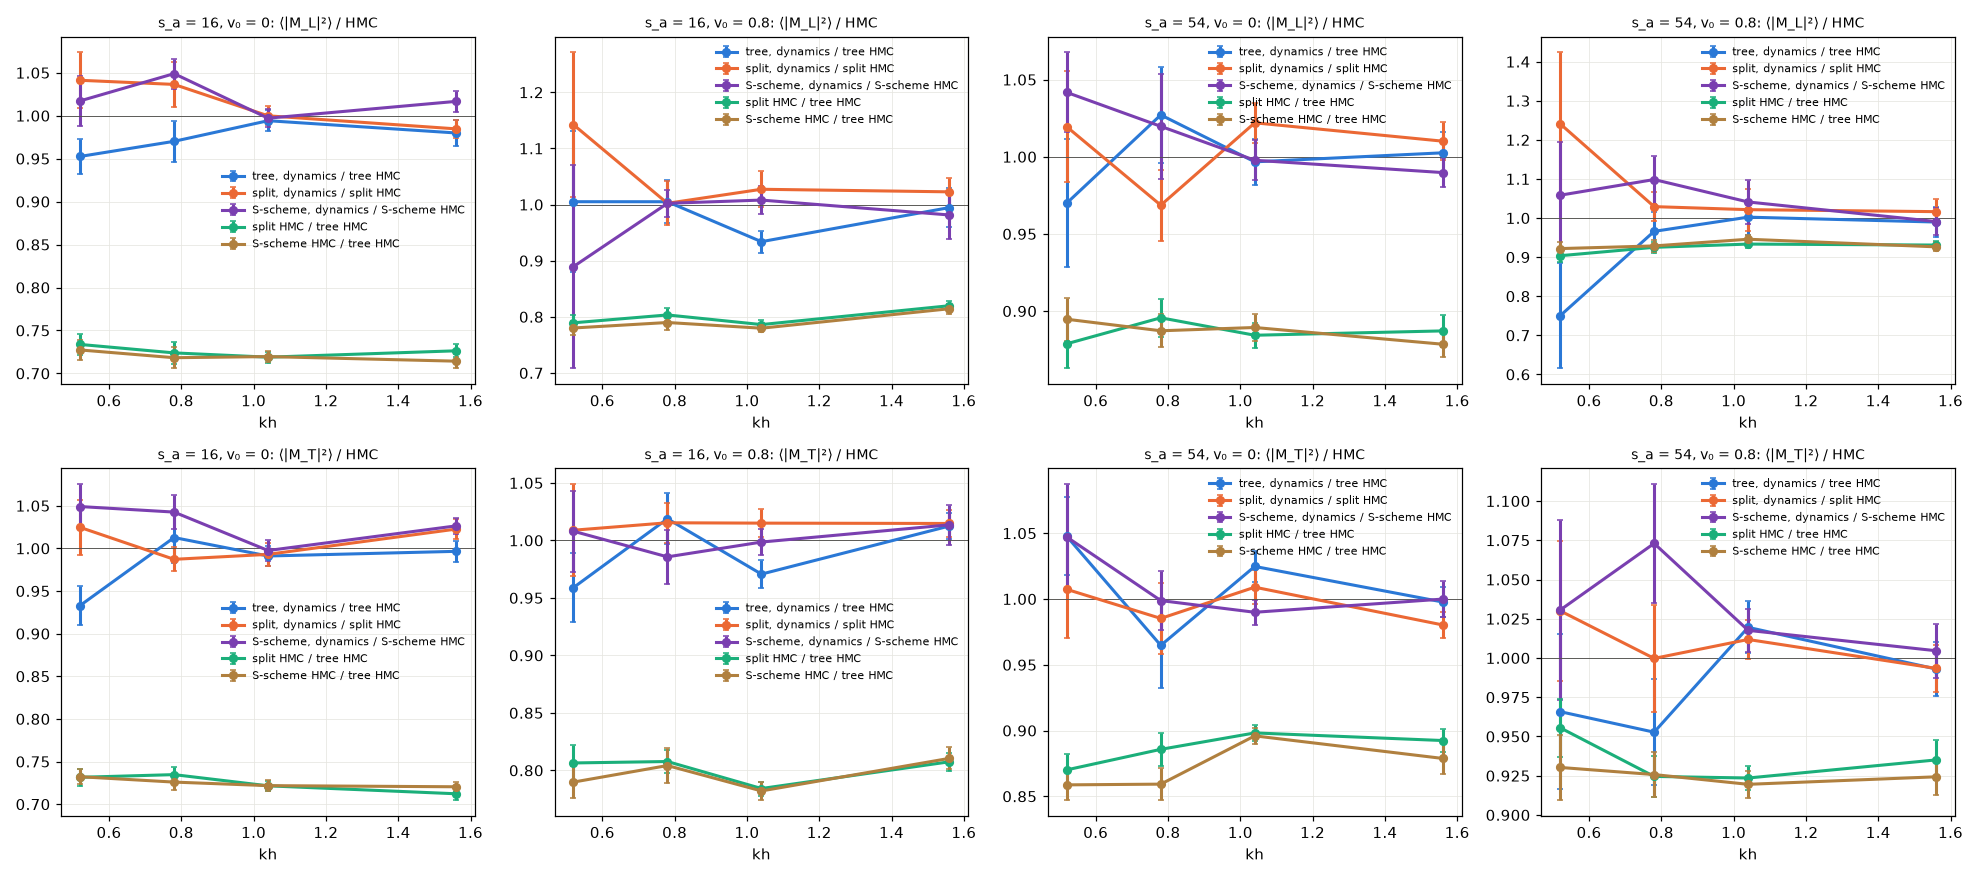 s_a = 16, v₀ = 0: ⟨|M_L|²⟩ / HMC
1.05
1.00
0.95
0.90
0.85
0.80
0.75
0.70
tree, dynamics / tree HMC
split, dynamics / split HMC
S-scheme, dynamics / S-scheme HMC
split HMC / tree HMC
S-scheme HMC / tree HMC
0.6 0.8 1.0 1.2 1.4 1.6
kh
s_a = 16, v₀ = 0.8: ⟨|M_L|²⟩ / HMC
1.2
1.1
1.0
0.9
0.8
0.7
tree, dynamics / tree HMC
split, dynamics / split HMC
S-scheme, dynamics / S-scheme HMC
split HMC / tree HMC
S-scheme HMC / tree HMC
0.6 0.8 1.0 1.2 1.4 1.6
kh
s_a = 54, v₀ = 0: ⟨|M_L|²⟩ / HMC
1.05
1.00
0.95
0.90
tree, dynamics / tree HMC
split, dynamics / split HMC
S-scheme, dynamics / S-scheme HMC
split HMC / tree HMC
S-scheme HMC / tree HMC
0.6 0.8 1.0 1.2 1.4 1.6
kh
s_a = 54, v₀ = 0.8: ⟨|M_L|²⟩ / HMC
1.4
1.3
1.2
1.1
1.0
0.9
0.8
0.7
0.6
tree, dynamics / tree HMC
split, dynamics / split HMC
S-scheme, dynamics / S-scheme HMC
split HMC / tree HMC
S-scheme HMC / tree HMC
0.6 0.8 1.0 1.2 1.4 1.6
kh
s_a = 16, v₀ = 0: ⟨|M_T|²⟩ / HMC
1.05
1.00
0.95
0.90
0.85
0.80
0.75
0.70
tree, dynamics / tree HMC
split, dynamics / split HMC
S-scheme, dynamics / S-scheme HMC
split HMC / tree HMC
S-scheme HMC / tree HMC
0.6 0.8 1.0 1.2 1.4 1.6
kh
s_a = 16, v₀ = 0.8: ⟨|M_T|²⟩ / HMC
1.05
1.00
0.95
0.90
0.85
0.80
tree, dynamics / tree HMC
split, dynamics / split HMC
S-scheme, dynamics / S-scheme HMC
split HMC / tree HMC
S-scheme HMC / tree HMC
0.6 0.8 1.0 1.2 1.4 1.6
kh
s_a = 54, v₀ = 0: ⟨|M_T|²⟩ / HMC
1.05
1.00
0.95
0.90
0.85
tree, dynamics / tree HMC
split, dynamics / split HMC
S-scheme, dynamics / S-scheme HMC
split HMC / tree HMC
S-scheme HMC / tree HMC
0.6 0.8 1.0 1.2 1.4 1.6
kh
s_a = 54, v₀ = 0.8: ⟨|M_T|²⟩ / HMC
1.100
1.075
1.050
1.025
1.000
0.975
0.950
0.925
0.900
tree, dynamics / tree HMC
split, dynamics / split HMC
S-scheme, dynamics / S-scheme HMC
split HMC / tree HMC
S-scheme HMC / tree HMC
0.6 0.8 1.0 1.2 1.4 1.6
kh